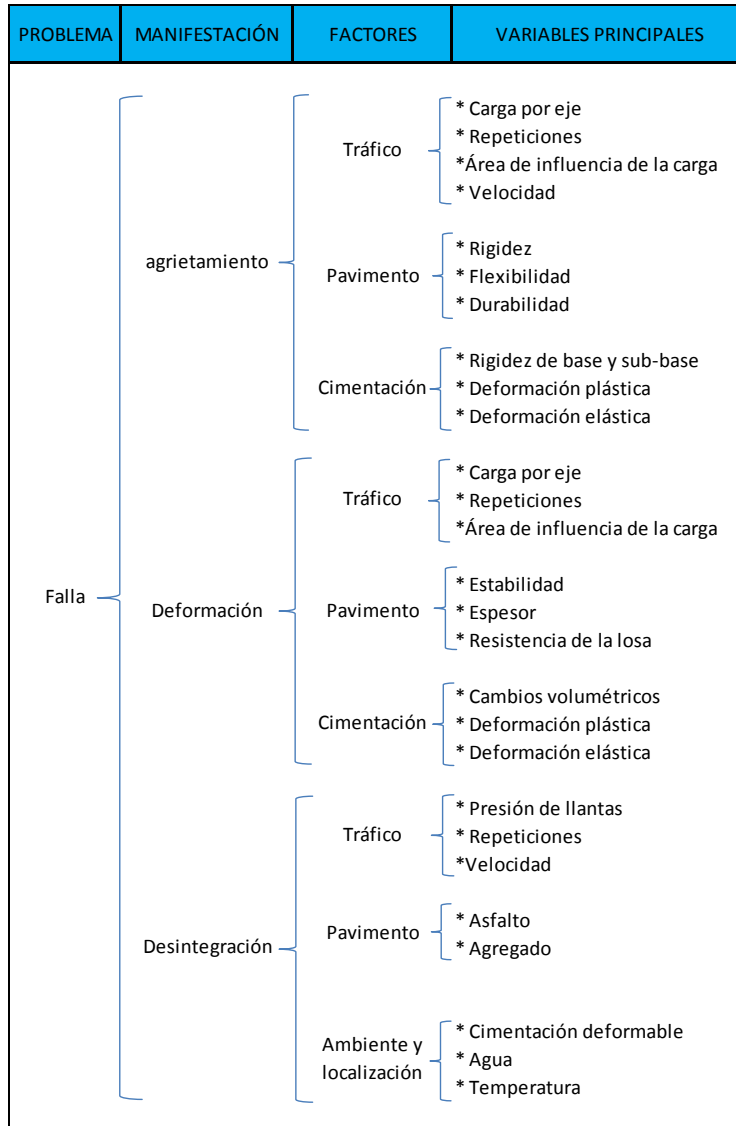 PROBLEMA MANIFESTACIÓN FACTORES VARIABLES PRINCIPALES
Falla
agrietamiento
Tráfico
* Carga por eje
* Repeticiones
*Área de influencia de la carga
* Velocidad
Pavimento
* Rigidez
* Flexibilidad
* Durabilidad
Cimentación
* Rigidez de base y sub-base
* Deformación plástica
* Deformación elástica
Deformación
Tráfico
* Carga por eje
* Repeticiones
*Área de influencia de la carga
Pavimento
* Estabilidad
* Espesor
* Resistencia de la losa
Cimentación
* Cambios volumétricos
* Deformación plástica
* Deformación elástica
Desintegración
Tráfico
* Presión de llantas
* Repeticiones
*Velocidad
Pavimento
* Asfalto
* Agregado
Ambiente y
localización
* Cimentación deformable
* Agua
* Temperatura